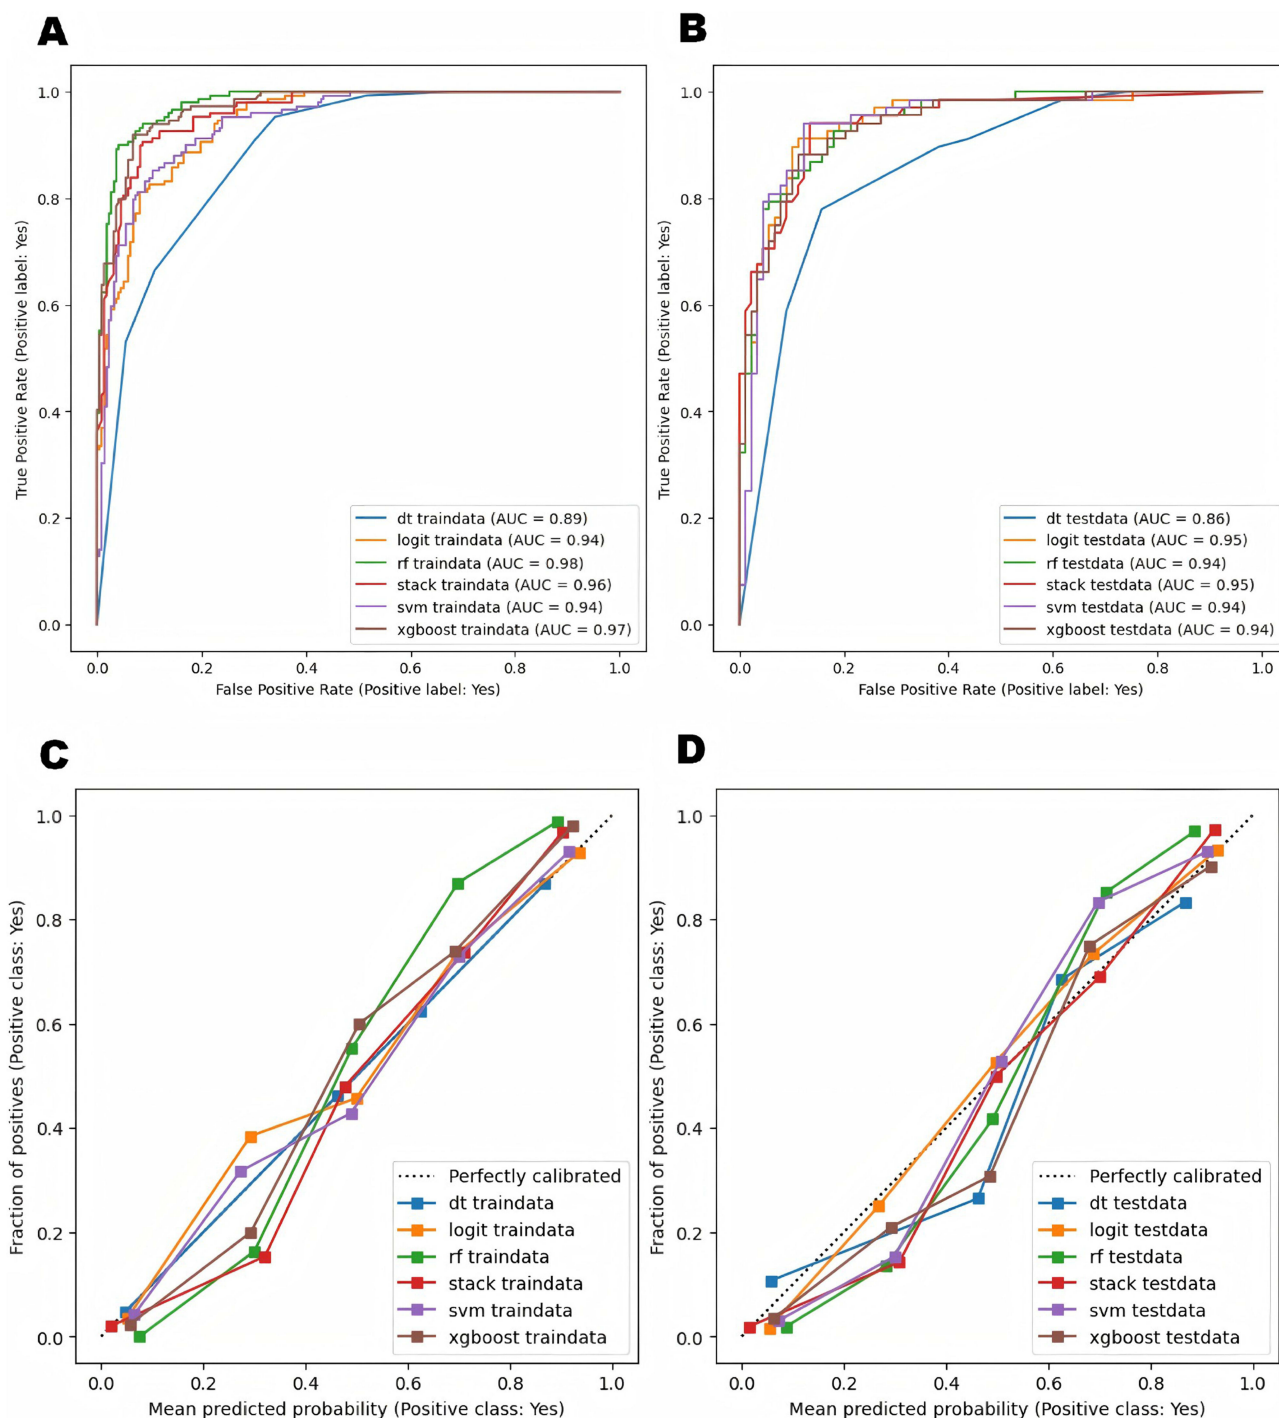 A
B
True Positive Rate (Positive label: Yes)
1.0
0.8
0.6
0.4
0.2
0.0
dt traindata (AUC = 0.89)
logit traindata (AUC = 0.94)
rf traindata (AUC = 0.98)
stack traindata (AUC = 0.96)
svm traindata (AUC = 0.94)
xgboost traindata (AUC = 0.97)
0.0 0.2 0.4 0.6 0.8 1.0
False Positive Rate (Positive label: Yes)
True Positive Rate (Positive label: Yes)
1.0
0.8
0.6
0.4
0.2
0.0
dt testdata (AUC = 0.86)
logit testdata (AUC = 0.95)
rf testdata (AUC = 0.94)
stack testdata (AUC = 0.95)
svm testdata (AUC = 0.94)
xgboost testdata (AUC = 0.94)
0.0 0.2 0.4 0.6 0.8 1.0
False Positive Rate (Positive label: Yes)
C
D
Fraction of positives (Positive class: Yes)
1.0
0.8
0.6
0.4
0.2
0.0
Perfectly calibrated
dt traindata
logit traindata
rf traindata
stack traindata
svm traindata
xgboost traindata
0.0 0.2 0.4 0.6 0.8 1.0
Mean predicted probability (Positive class: Yes)
Fraction of positives (Positive class: Yes)
1.0
0.8
0.6
0.4
0.2
0.0
Perfectly calibrated
dt testdata
logit testdata
rf testdata
stack testdata
svm testdata
xgboost testdata
0.0 0.2 0.4 0.6 0.8 1.0
Mean predicted probability (Positive class: Yes)